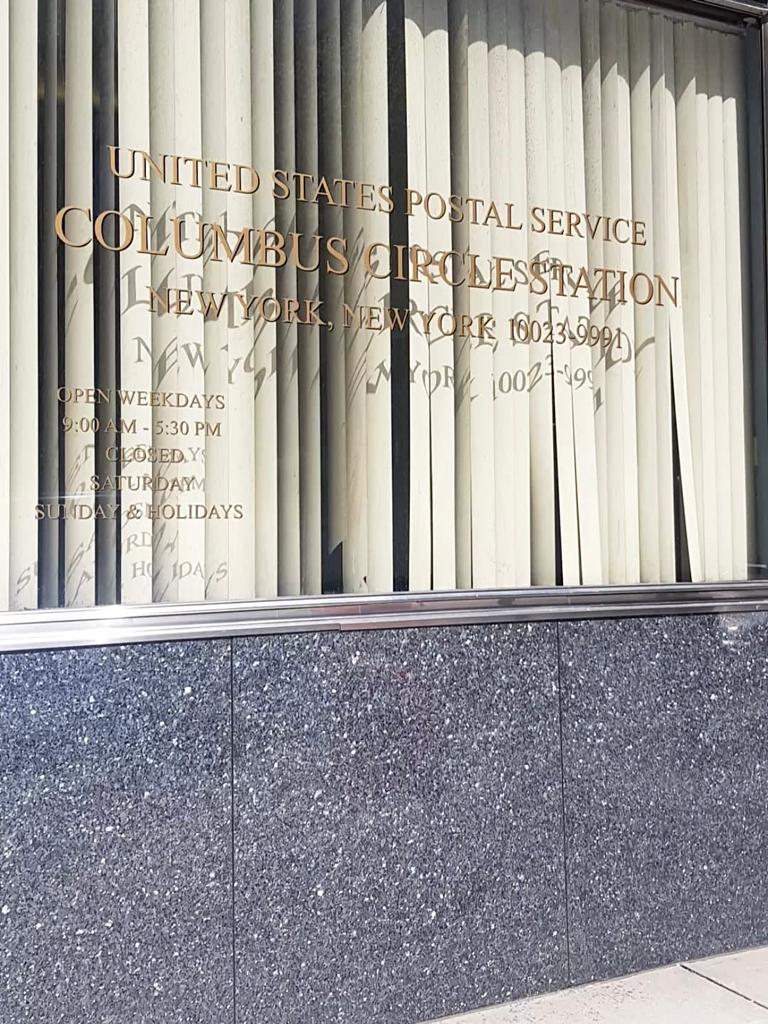 UNITED STATES POSTAL SERVICE
COLUMBUS CIRCLE STATION
NEW YORK, NEW YORK 10023-9991
OPEN WEEKDAYS
9:00 AM - 5:30 PM
CLOSED
SATURDAY
SUNDAY & HOLIDAYS